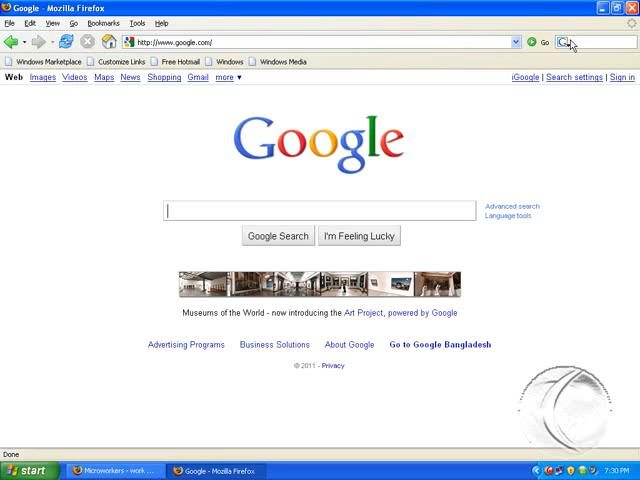 Google - Mozilla Firefox
File Edit View Go Bookmarks Tools Help
http://www.google.com/
Go
Windows Marketplace Customize Links Free Hotmail Windows Windows Media
Web Images Videos Maps News Shopping Gmail more ▼ iGoogle | Search settings | Sign in
Google
Advanced search
Language tools
Google Search I'm Feeling Lucky
Museums of the World - now introducing the Art Project, powered by Google
Advertising Programs Business Solutions About Google Go to Google Bangladesh
© 2011 - Privacy
Done
start Microworkers - work ... Google - Mozilla Firefox 7:30 PM